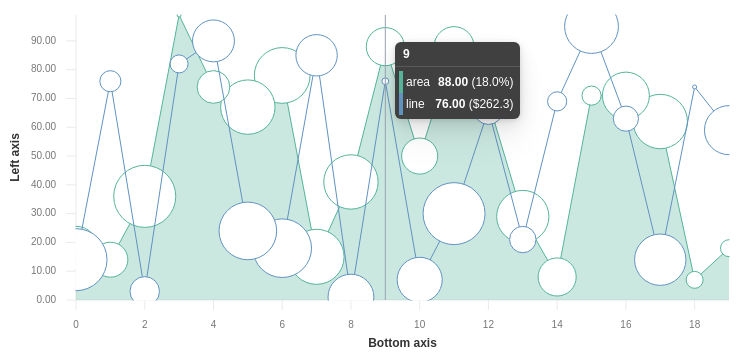 90.00
80.00
70.00
60.00
50.00
40.00
30.00
20.00
10.00
0.00
Left axis
9
area 88.00 (18.0%)
line 76.00 ($262.3)
0 2 4 6 8 10 12 14 16 18
Bottom axis